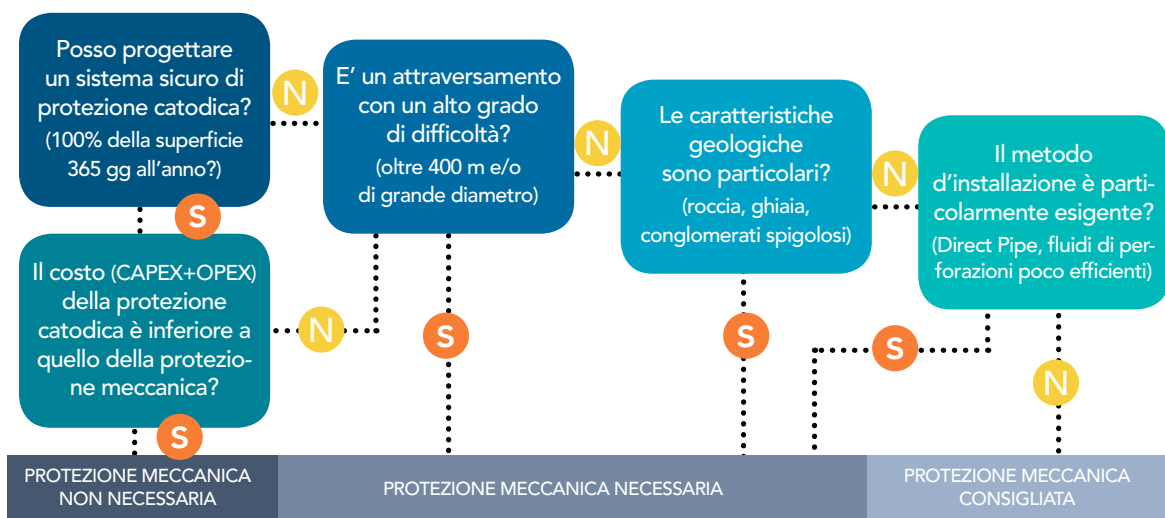 Posso progettare
un sistema sicuro di
protezione catodica?
(100% della superficie
365 gg all'anno?)
N
E' un attraversamento
con un alto grado
di difficoltà?
(oltre 400 m e/o
di grande diametro)
N
Le caratteristiche
geologiche
sono particolari?
(roccia, ghiaia,
conglomerati spigolosi)
N
Il metodo
d'installazione è parti-
colarmente esigente?
(Direct Pipe, fluidi di per-
forazioni poco efficienti)
S
Il costo (CAPEX+OPEX)
della protezione
catodica è inferiore a
quello della protezio-
ne meccanica?
N
S
S
S
N
S
PROTEZIONE MECCANICA
NON NECESSARIA
PROTEZIONE MECCANICA NECESSARIA
PROTEZIONE MECCANICA
CONSIGLIATA